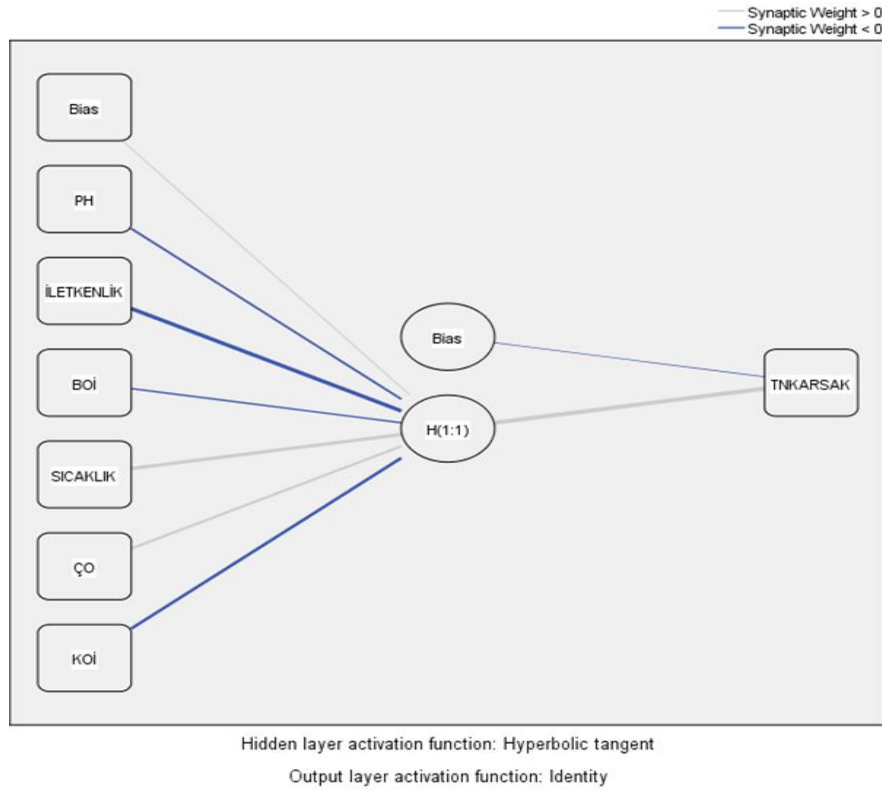 Synaptic Weight > 0
Synaptic Weight < 0
Bias
PH
İLETKENLİK
BOİ
SICAKLIK
ÇO
KOİ
Bias
H(1:1)
TNKARSAK
Hidden layer activation function: Hyperbolic tangent
Output layer activation function: Identity